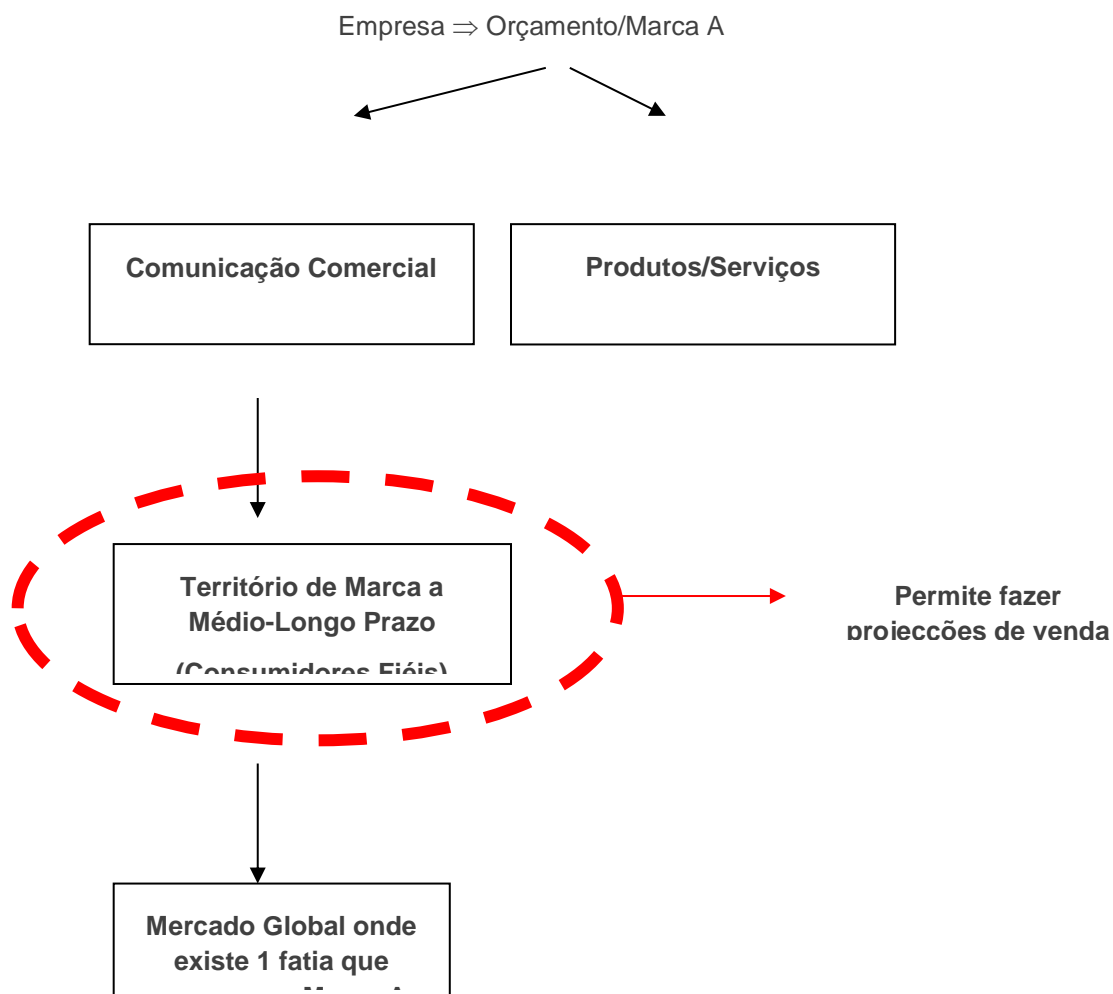 Empresa ⇒ Orçamento/Marca A
Comunicação Comercial
Produtos/Serviços
Território de Marca a
Médio-Longo Prazo
(Consumidores Fiéis)
Permite fazer
projecções de venda
Mercado Global onde
existe 1 fatia que
Marca A